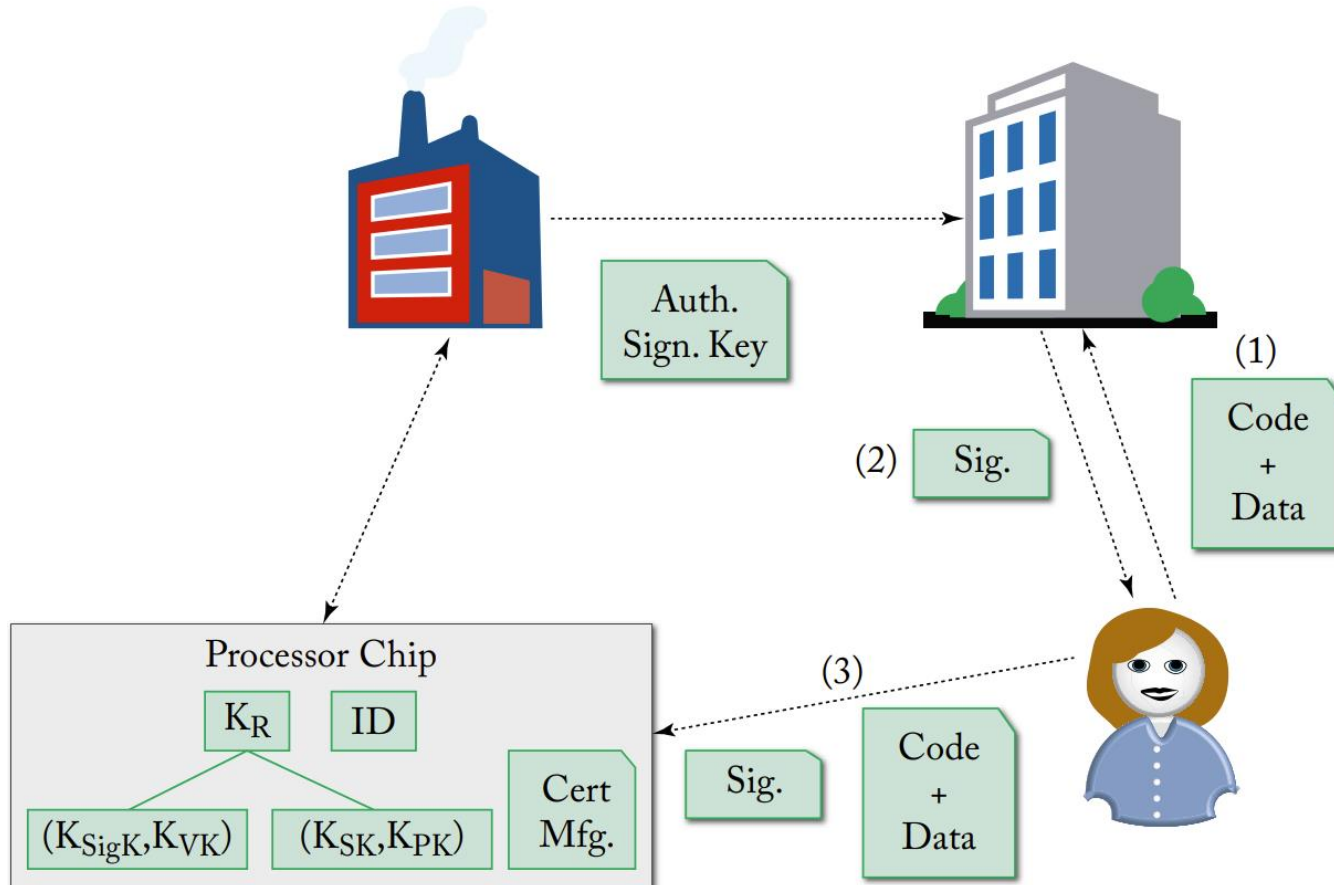 Auth.
Sign. Key
(1)
Code
+
Data
(2)
Sig.
Processor Chip
K_R
ID
(K_SigK,K_VK)
(K_SK,K_PK)
Cert
Mfg.
(3)
Sig.
Code
+
Data